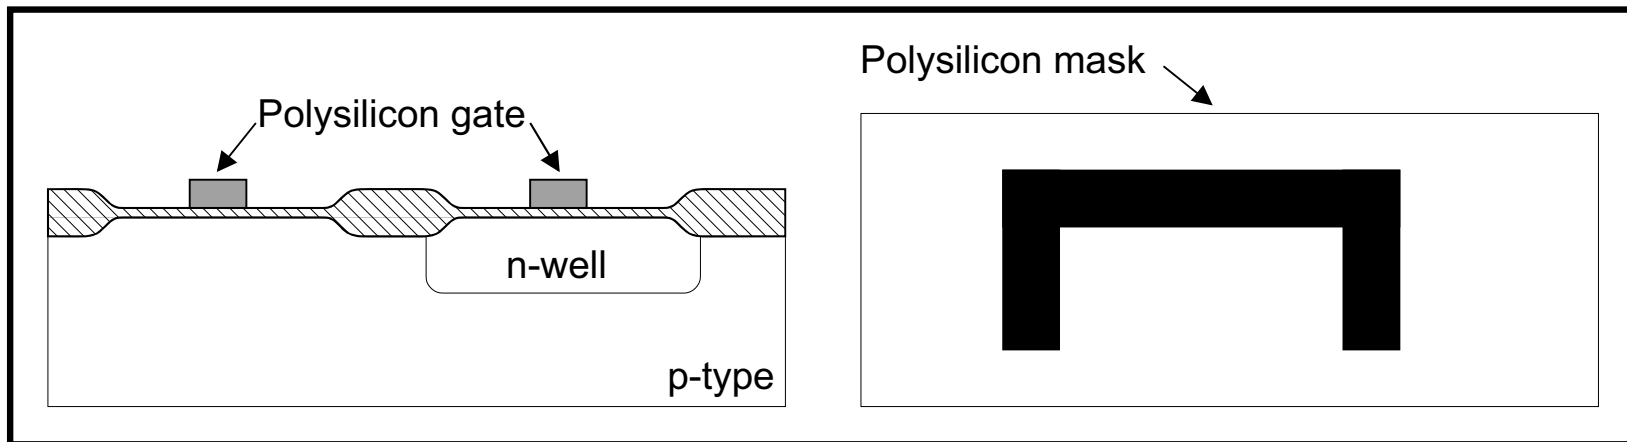 Polysilicon mask
Polysilicon gate
n-well
p-type